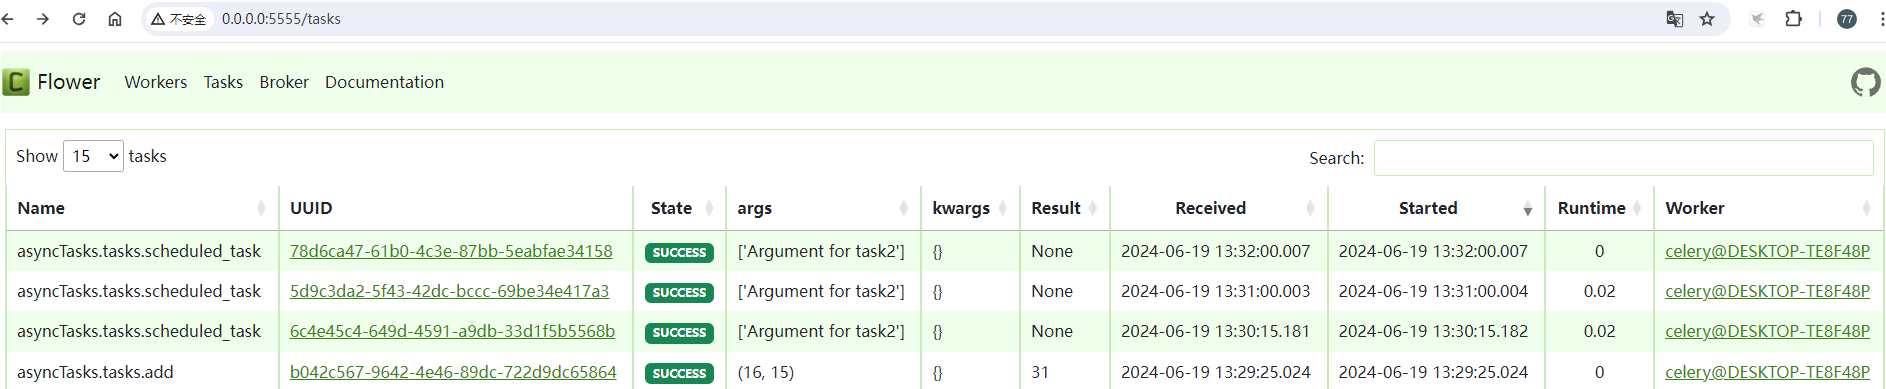 不安全 0.0.0.0:5555/tasks 77
Flower Workers Tasks Broker Documentation
Show 15 tasks Search:
Name UUID State args kwargs Result Received Started Runtime Worker
asyncTasks.tasks.scheduled_task 78d6ca47-61b0-4c3e-87bb-5eabfae34158 SUCCESS ['Argument for task2'] {} None 2024-06-19 13:32:00.007 2024-06-19 13:32:00.007 0 celery@DESKTOP-TE8F48P
asyncTasks.tasks.scheduled_task 5d9c3da2-5f43-42dc-bccc-69be34e417a3 SUCCESS ['Argument for task2'] {} None 2024-06-19 13:31:00.003 2024-06-19 13:31:00.004 0.02 celery@DESKTOP-TE8F48P
asyncTasks.tasks.scheduled_task 6c4e45c4-649d-4591-a9db-33d1f5b5568b SUCCESS ['Argument for task2'] {} None 2024-06-19 13:30:15.181 2024-06-19 13:30:15.182 0.02 celery@DESKTOP-TE8F48P
asyncTasks.tasks.add b042c567-9642-4e46-89dc-722d9dc65864 SUCCESS (16, 15) {} 31 2024-06-19 13:29:25.024 2024-06-19 13:29:25.024 0 celery@DESKTOP-TE8F48P